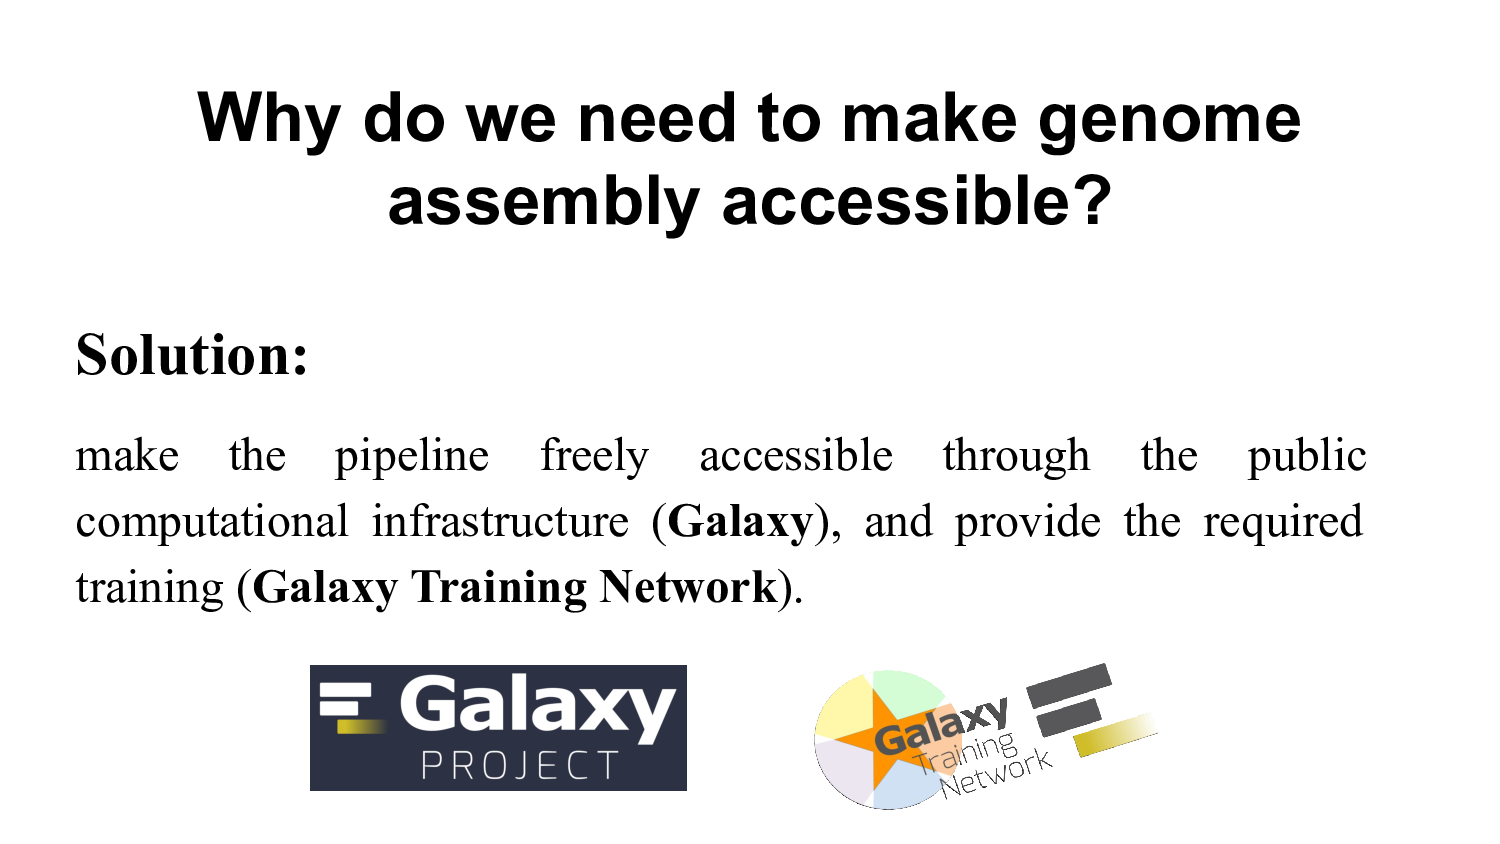 Why do we need to make genome
assembly accessible?
Solution:
make the pipeline freely accessible through the public
computational infrastructure (Galaxy), and provide the required
training (Galaxy Training Network).
Galaxy
PROJECT
Galaxy
Training
Network